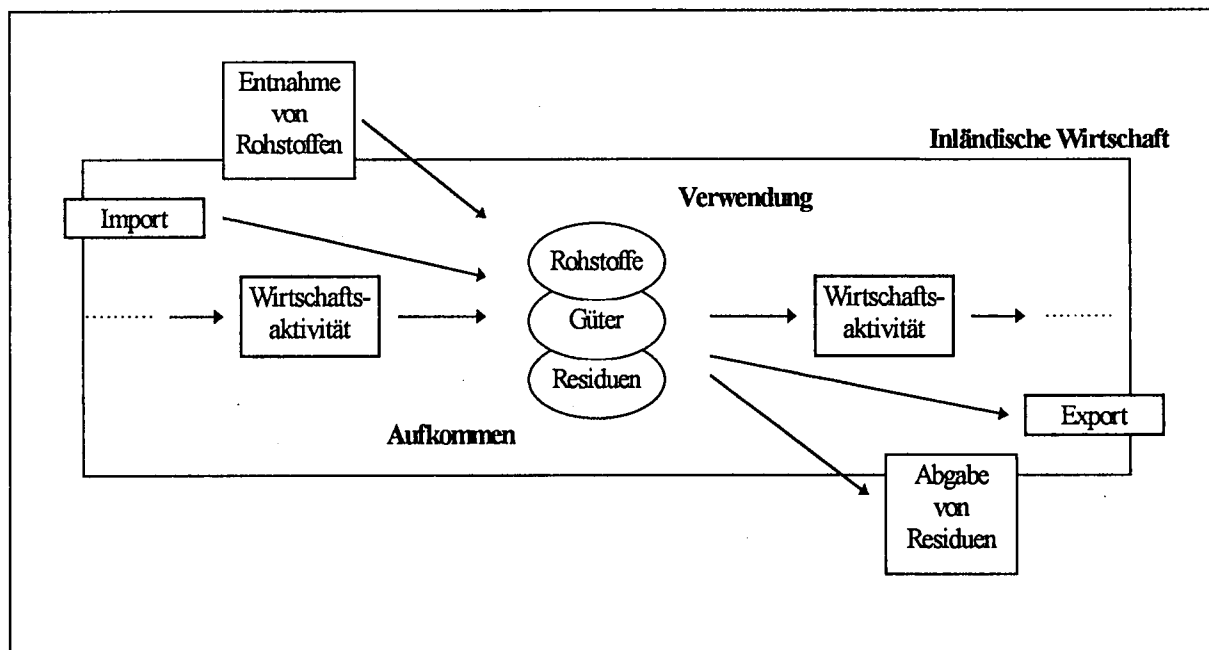 Entnahme
von
Rohstoffen
Inländische Wirtschaft
Verwendung
Import
Rohstoffe
Wirtschafts-
aktivität
Güter
Wirtschafts-
aktivität
Residuen
Export
Aufkommen
Abgabe
von
Residuen